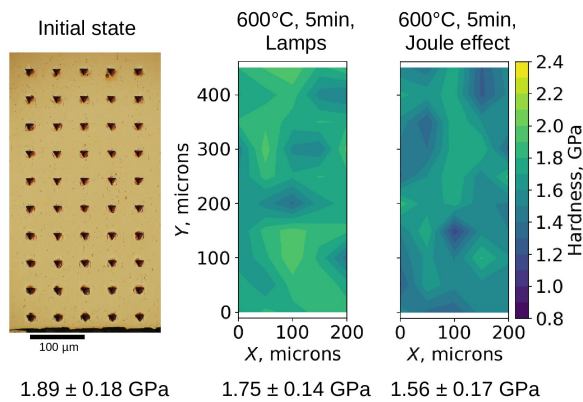 Initial state
600°C, 5min,
Lamps
600°C, 5min,
Joule effect
100 µm
Y, microns
400
300
200
100
0
0 100 200
X, microns
0 100 200
X, microns
2.4
2.2
2.0
1.8
1.6
1.4
1.2
1.0
0.8
Hardness, GPa
1.89 ± 0.18 GPa
1.75 ± 0.14 GPa
1.56 ± 0.17 GPa